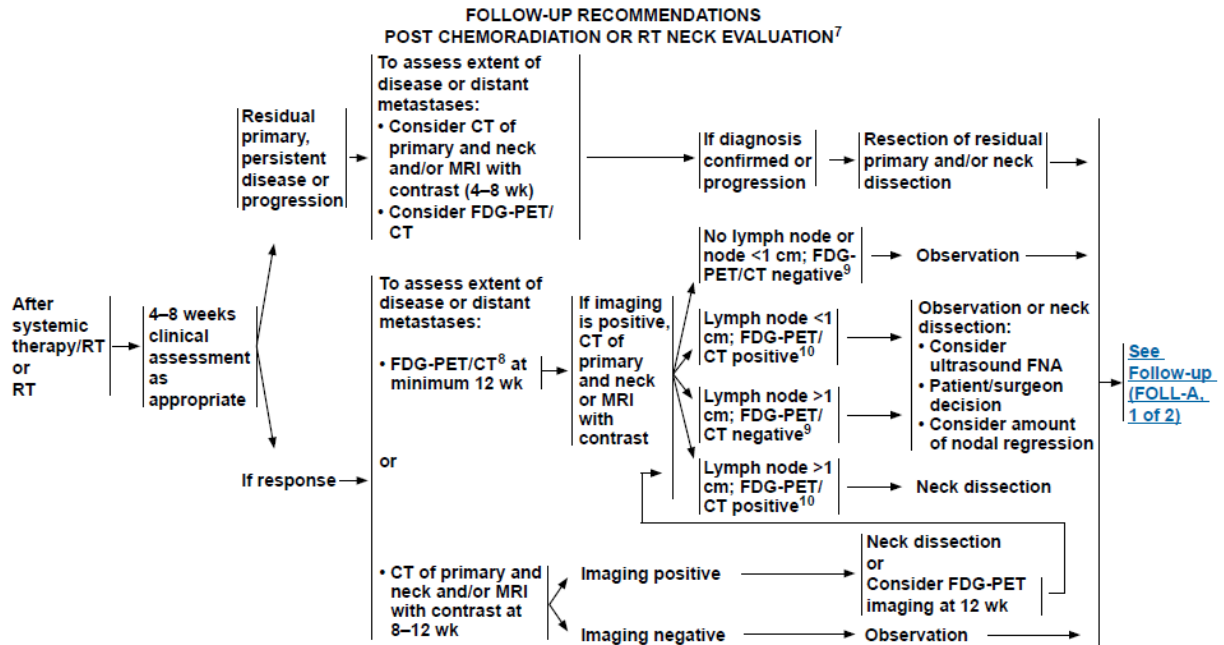 FOLLOW-UP RECOMMENDATIONS
POST CHEMORADIATION OR RT NECK EVALUATION7
After
systemic
therapy/RT
or
RT
4–8 weeks
clinical
assessment
as
appropriate
Residual
primary,
persistent
disease or
progression
To assess extent of
disease or distant
metastases:
• Consider CT of
primary and neck
and/or MRI with
contrast (4–8 wk)
• Consider FDG-PET/
CT
If diagnosis
confirmed or
progression
Resection of residual
primary and/or neck
dissection
If response
To assess extent of
disease or distant
metastases:
• FDG-PET/CT8 at
minimum 12 wk
or
• CT of primary and
neck and/or MRI
with contrast at
8–12 wk
If imaging
is positive,
CT of
primary
and neck
or MRI
with
contrast
No lymph node or
node <1 cm; FDG-
PET/CT negative9
Observation
Lymph node <1
cm; FDG-PET/
CT positive10
Lymph node >1
cm; FDG-PET/
CT negative9
Observation or neck
dissection:
• Consider
ultrasound FNA
• Patient/surgeon
decision
• Consider amount
of nodal regression
Lymph node >1
cm; FDG-PET/
CT positive10
Neck dissection
Imaging positive
Neck dissection
or
Consider FDG-PET
imaging at 12 wk
Imaging negative
Observation
See
Follow-up
(FOLL-A,
1 of 2)